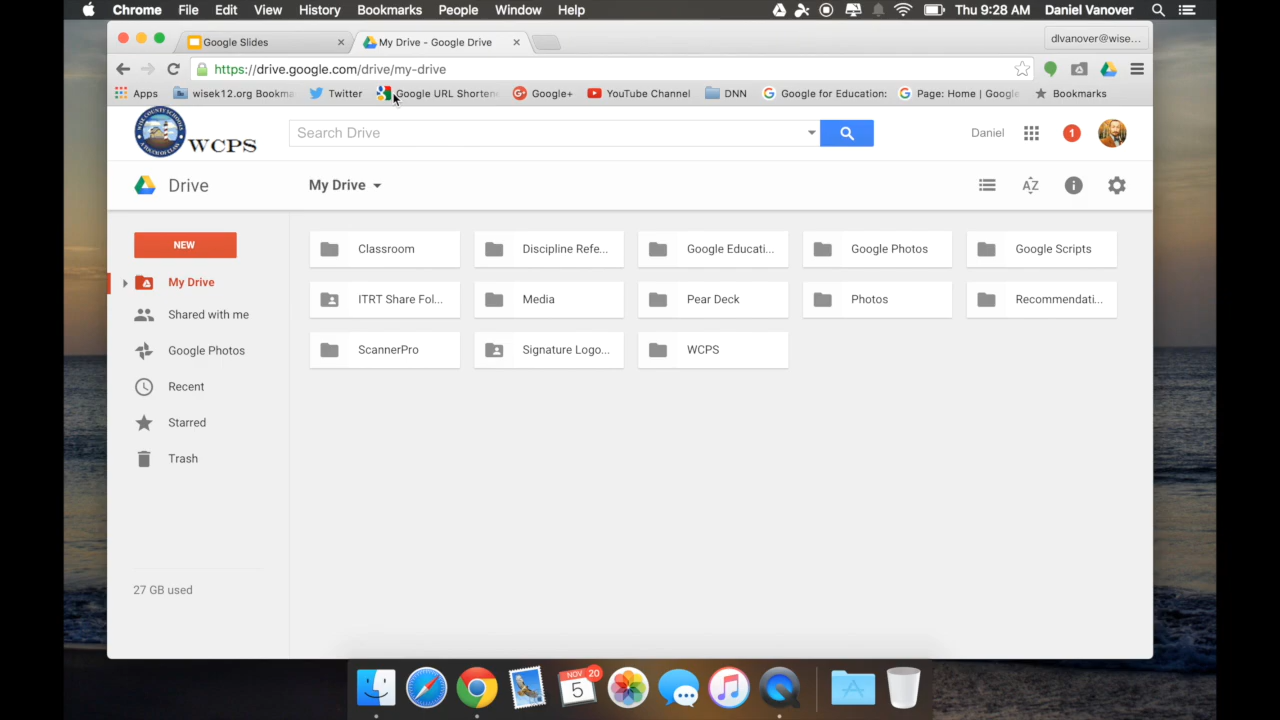 Chrome File Edit View History Bookmarks People Window Help Thu 9:28 AM Daniel Vanover
Google Slides My Drive - Google Drive dlvanover@wise...
https://drive.google.com/drive/my-drive
Apps wisek12.org Bookma Twitter Google URL Shortene Google+ YouTube Channel DNN Google for Education: Page: Home | Google Bookmarks
WCPS Search Drive Daniel 1
Drive My Drive AZ
NEW
Classroom Discipline Refe... Google Educati... Google Photos Google Scripts
My Drive
ITRT Share Fol... Media Pear Deck Photos Recommendati...
Shared with me
ScannerPro Signature Logo... WCPS
Google Photos
Recent
Starred
Trash
27 GB used
NOV 20
5